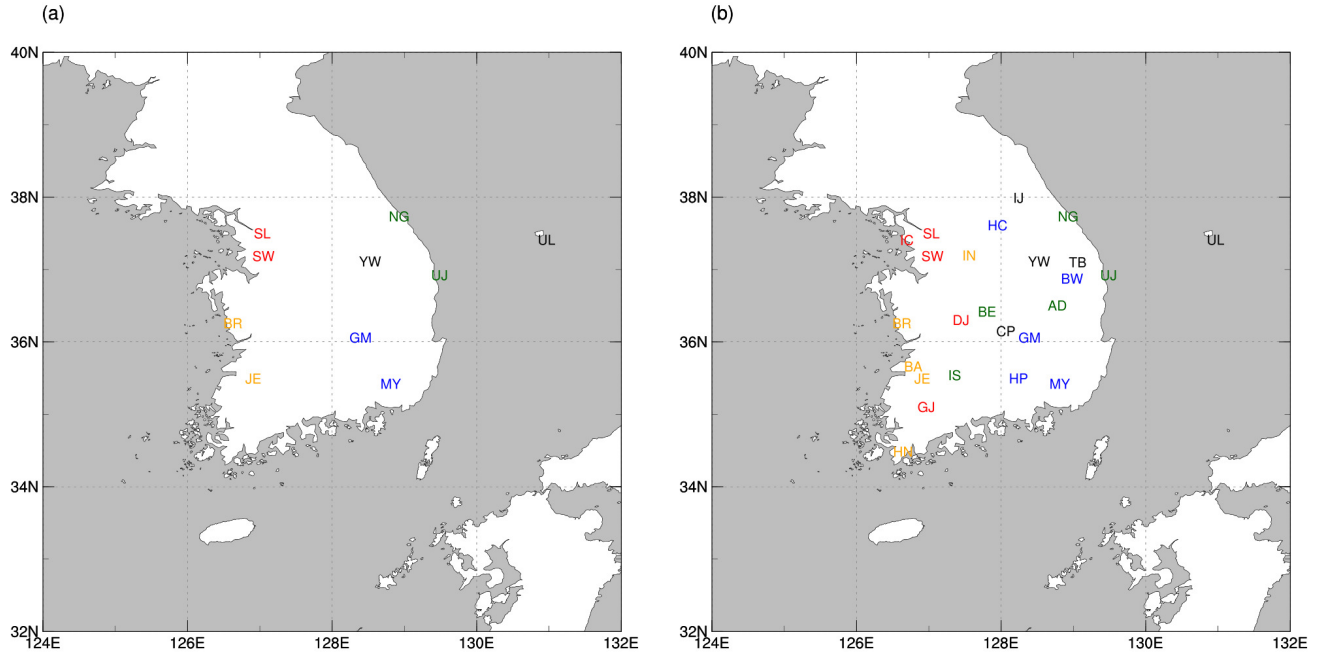 (a)
40N
38N
36N
34N
32N
124E
126E
128E
130E
132E
NG
SL
UL
SW
YW
UJ
BR
GM
JE
MY
(b)
40N
38N
36N
34N
32N
124E
126E
128E
130E
132E
IJ
NG
HC
SL
IC
UL
SW
IN
YW
TB
BW
UJ
AD
BE
DJ
BR
CP
GM
BA
JE
IS
HP
MY
GJ
HN